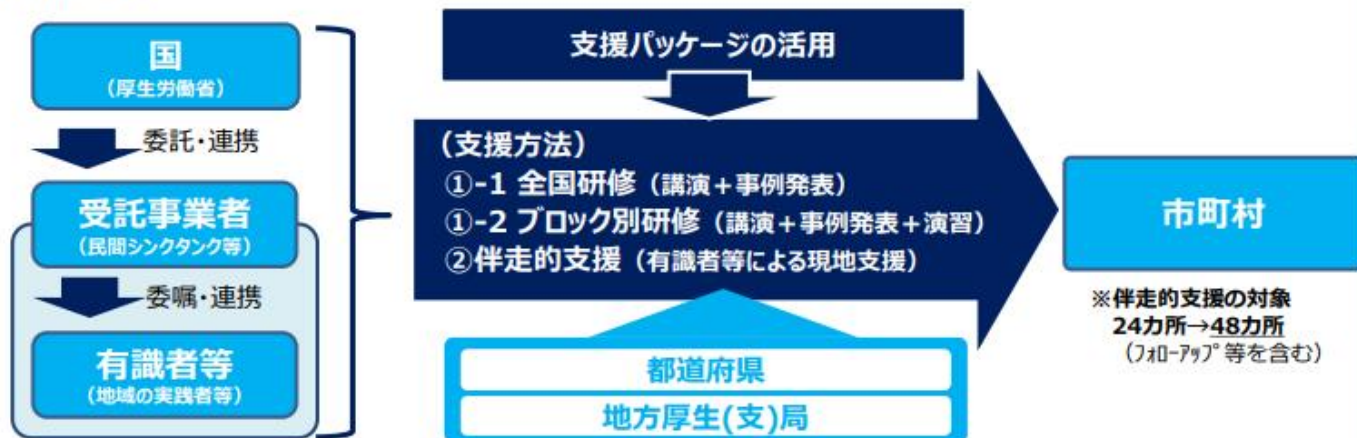 国
(厚生労働省)
委託・連携
受託事業者
(民間シンクタンク等)
委嘱・連携
有識者等
(地域の実践者等)
支援パッケージの活用
(支援方法)
①-1 全国研修(講演+事例発表)
①-2 ブロック別研修(講演+事例発表+演習)
②伴走的支援(有識者等による現地支援)
都道府県
地方厚生(支)局
市町村
※伴走的支援の対象
24カ所→48カ所
(フォローアップ等を含む)